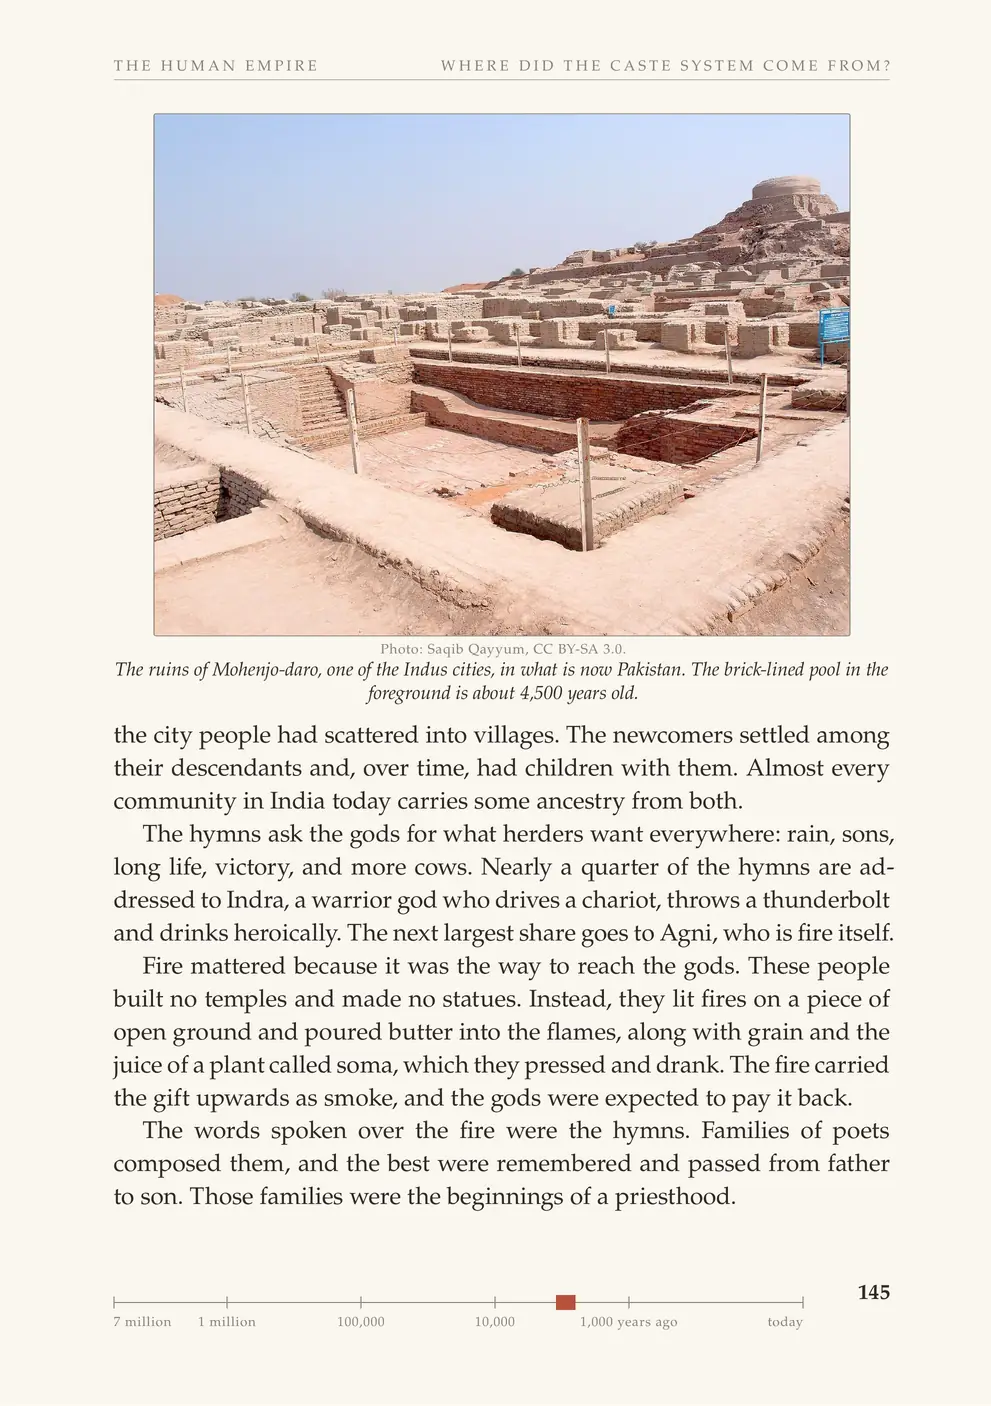 THE HUMAN EMPIRE
WHERE DID THE CASTE SYSTEM COME FROM?
Photo: Saqib Qayyum, CC BY-SA 3.0.
The ruins of Mohenjo-daro, one of the Indus cities, in what is now Pakistan. The brick-lined pool in the
foreground is about 4,500 years old.
the city people had scattered into villages. The newcomers settled among
their descendants and, over time, had children with them. Almost every
community in India today carries some ancestry from both.
The hymns ask the gods for what herders want everywhere: rain, sons,
long life, victory, and more cows. Nearly a quarter of the hymns are ad-
dressed to Indra, a warrior god who drives a chariot, throws a thunderbolt
and drinks heroically. The next largest share goes to Agni, who is fire itself.
Fire mattered because it was the way to reach the gods. These people
built no temples and made no statues. Instead, they lit fires on a piece of
open ground and poured butter into the flames, along with grain and the
juice of a plant called soma, which they pressed and drank. The fire carried
the gift upwards as smoke, and the gods were expected to pay it back.
The words spoken over the fire were the hymns. Families of poets
composed them, and the best were remembered and passed from father
to son. Those families were the beginnings of a priesthood.
145
7 million 1 million 100,000 10,000 1,000 years ago today